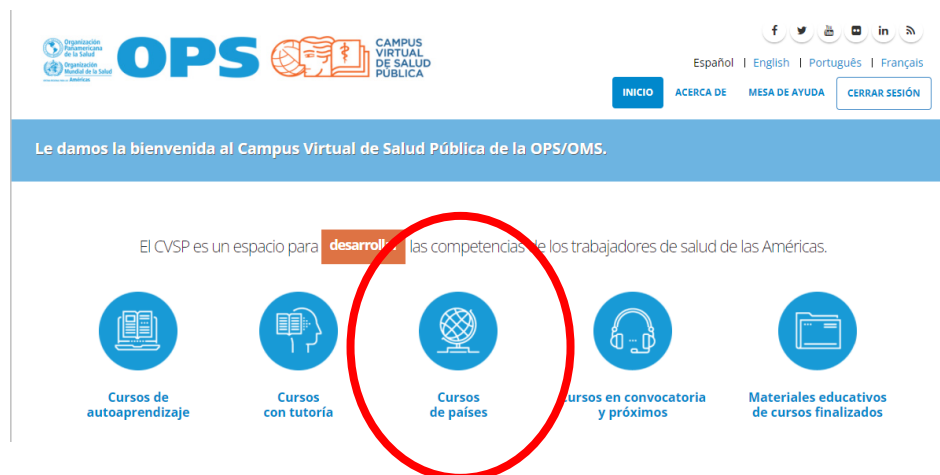 Organización
Panamericana
de la Salud
Organización
Mundial de la Salud
Américas
OPS
CAMPUS
VIRTUAL
DE SALUD
PÚBLICA
Español | English | Português | Français
INICIO ACERCA DE MESA DE AYUDA CERRAR SESIÓN
Le damos la bienvenida al Campus Virtual de Salud Pública de la OPS/OMS.
El CVSP es un espacio para desarrollar las competencias de los trabajadores de salud de las Américas.
Cursos de
autoaprendizaje
Cursos
con tutoría
Cursos
de países
Cursos en convocatoria
y próximos
Materiales educativos
de cursos finalizados